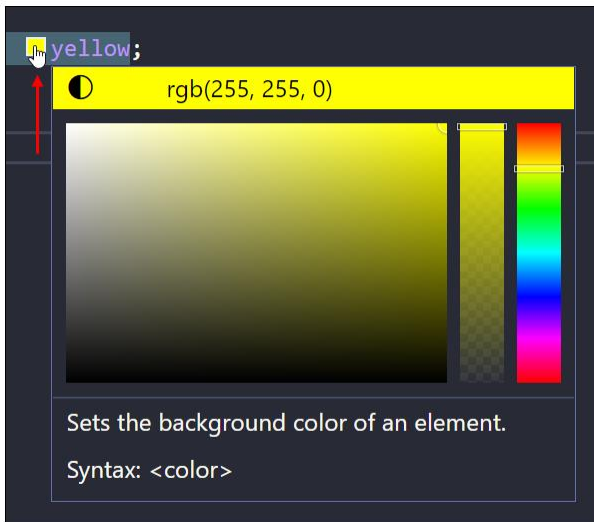 yellow;
rgb(255, 255, 0)
Sets the background color of an element.
Syntax: <color>